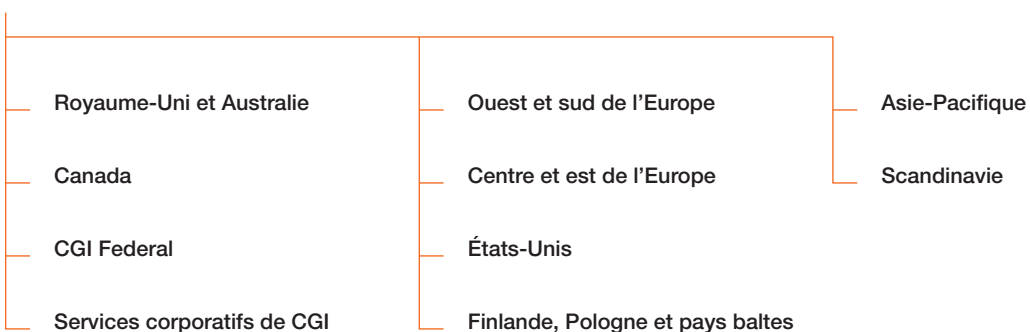 Royaume-Uni et Australie
Canada
CGI Federal
Services corporatifs de CGI
Ouest et sud de l’Europe
Centre et est de l’Europe
États-Unis
Finlande, Pologne et pays baltes
Asie-Pacifique
Scandinavie